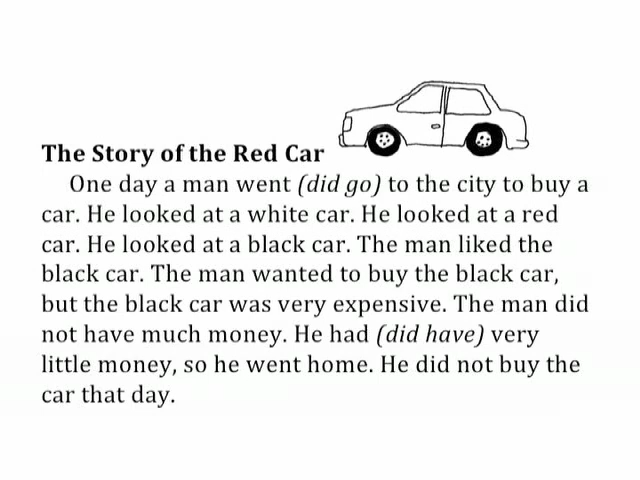 The Story of the Red Car
One day a man went (did go) to the city to buy a
car. He looked at a white car. He looked at a red
car. He looked at a black car. The man liked the
black car. The man wanted to buy the black car,
but the black car was very expensive. The man did
not have much money. He had (did have) very
little money, so he went home. He did not buy the
car that day.